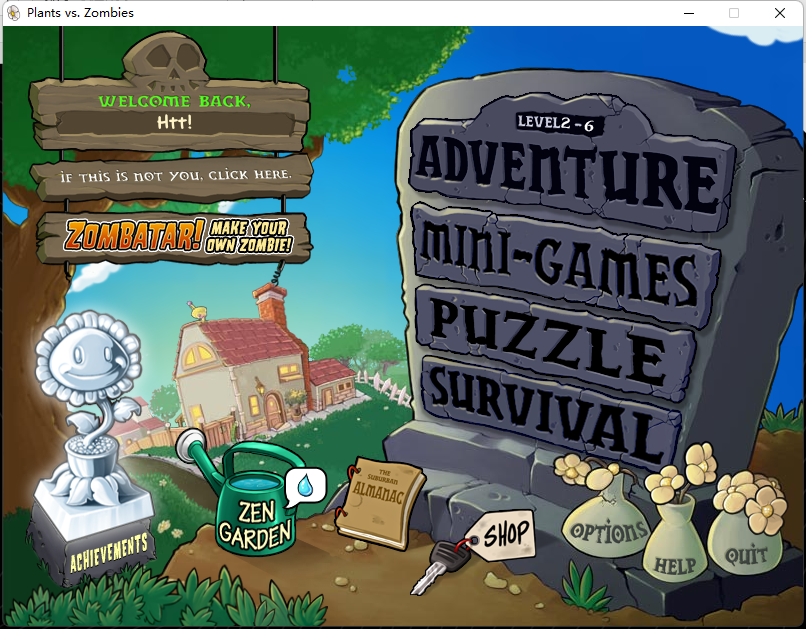 Plants vs. Zombies
WELCOME BACK,
Htt!
IF THIS IS NOT YOU, CLICK HERE.
ZOMBATAR! MAKE YOUR
OWN ZOMBIE!
LEVEL2 - 6
ADVENTURE
MINI-GAMES
PUZZLE
SURVIVAL
ACHIEVEMENTS
ZEN
GARDEN
THE
SUBURBAN
ALMANAC
SHOP
OPTIONS
HELP
QUIT